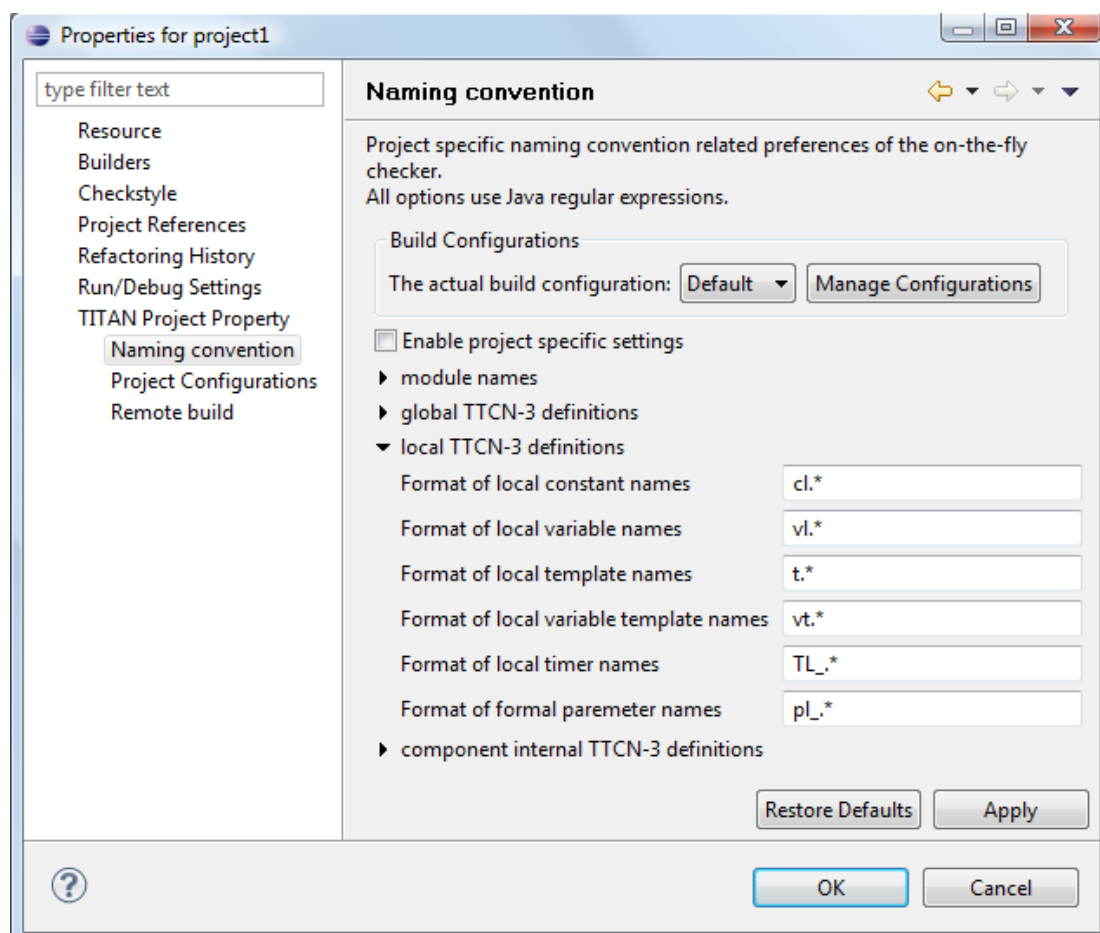 Properties for project1
type filter text
Resource
Builders
Checkstyle
Project References
Refactoring History
Run/Debug Settings
TITAN Project Property
Naming convention
Project Configurations
Remote build
Naming convention
Project specific naming convention related preferences of the on-the-fly
checker.
All options use Java regular expressions.
Build Configurations
The actual build configuration: Default Manage Configurations
Enable project specific settings
module names
global TTCN-3 definitions
local TTCN-3 definitions
Format of local constant names cl.*
Format of local variable names vl.*
Format of local template names t.*
Format of local variable template names vt.*
Format of local timer names TL_.*
Format of formal paremeter names pl_.*
component internal TTCN-3 definitions
Restore Defaults Apply
? OK Cancel